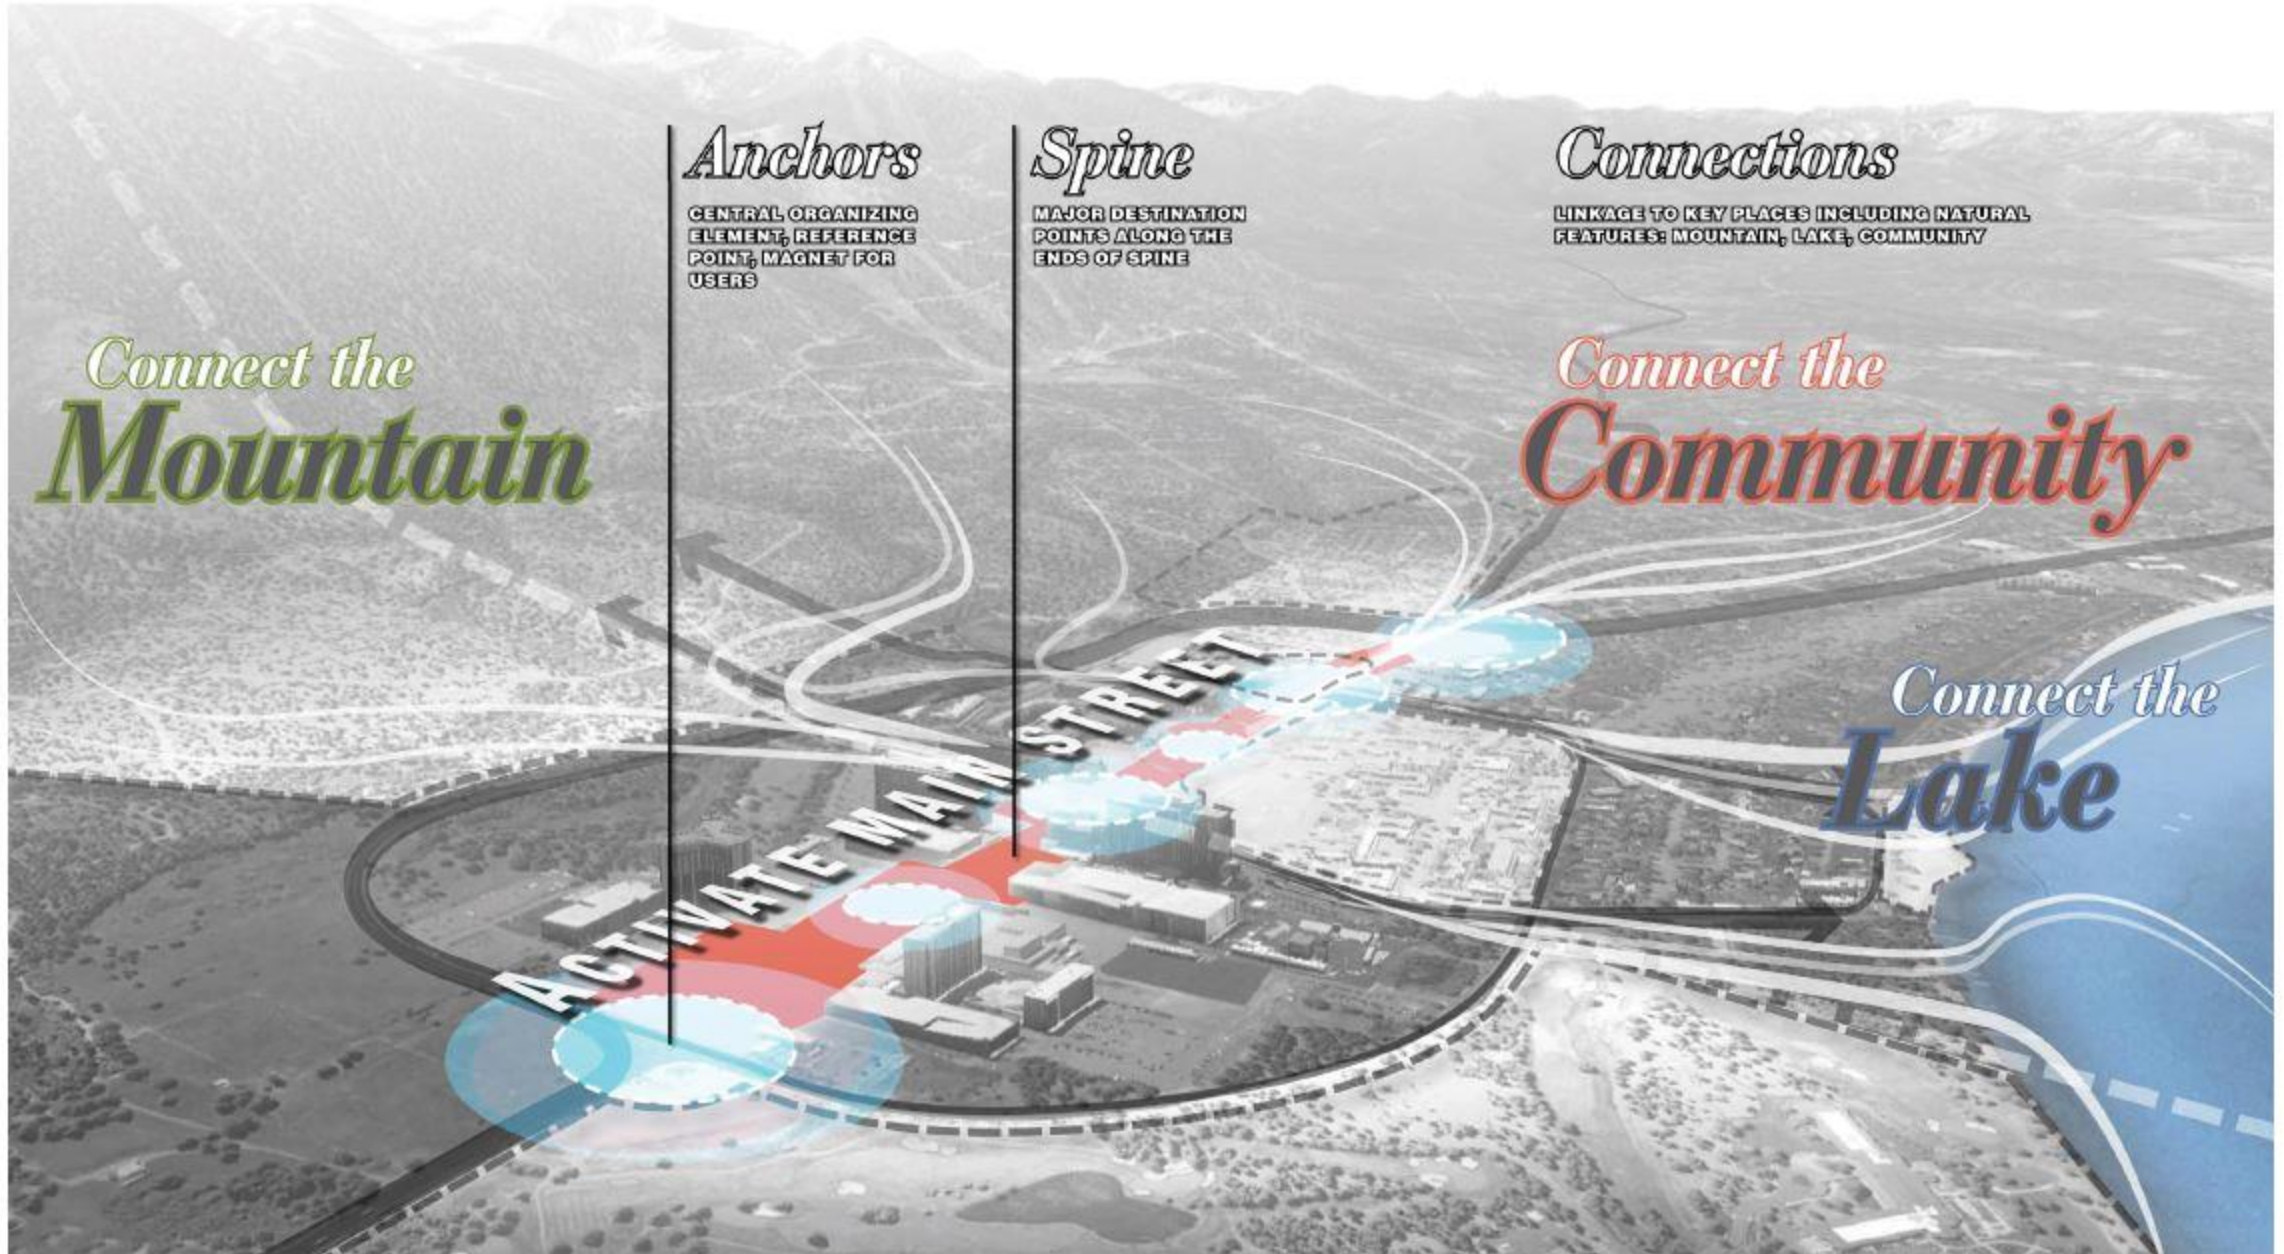 Anchors
CENTRAL ORGANIZING
ELEMENT, REFERENCE
POINT, MAGNET FOR
USERS
Spine
MAJOR DESTINATION
POINTS ALONG THE
ENDS OF SPINE
Connections
LINKAGE TO KEY PLACES INCLUDING NATURAL
FEATURES: MOUNTAIN, LAKE, COMMUNITY
Connect the
Mountain
Connect the
Community
Connect the
Lake
ACTIVATE MAIN STREET